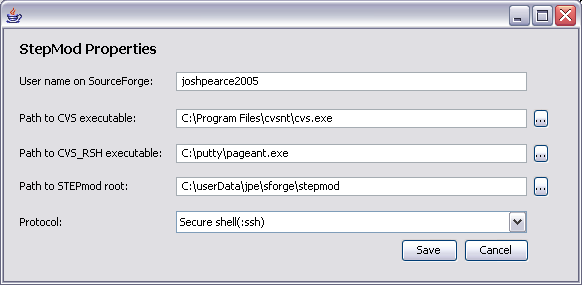 StepMod Properties
User name on SourceForge: joshpearce2005
Path to CVS executable: C:\Program Files\cvsnt\cvs.exe ...
Path to CVS_RSH executable: C:\putty\pageant.exe ...
Path to STEPmod root: C:\userData\jpe\sforge\stepmod ...
Protocol: Secure shell(:ssh)
Save Cancel